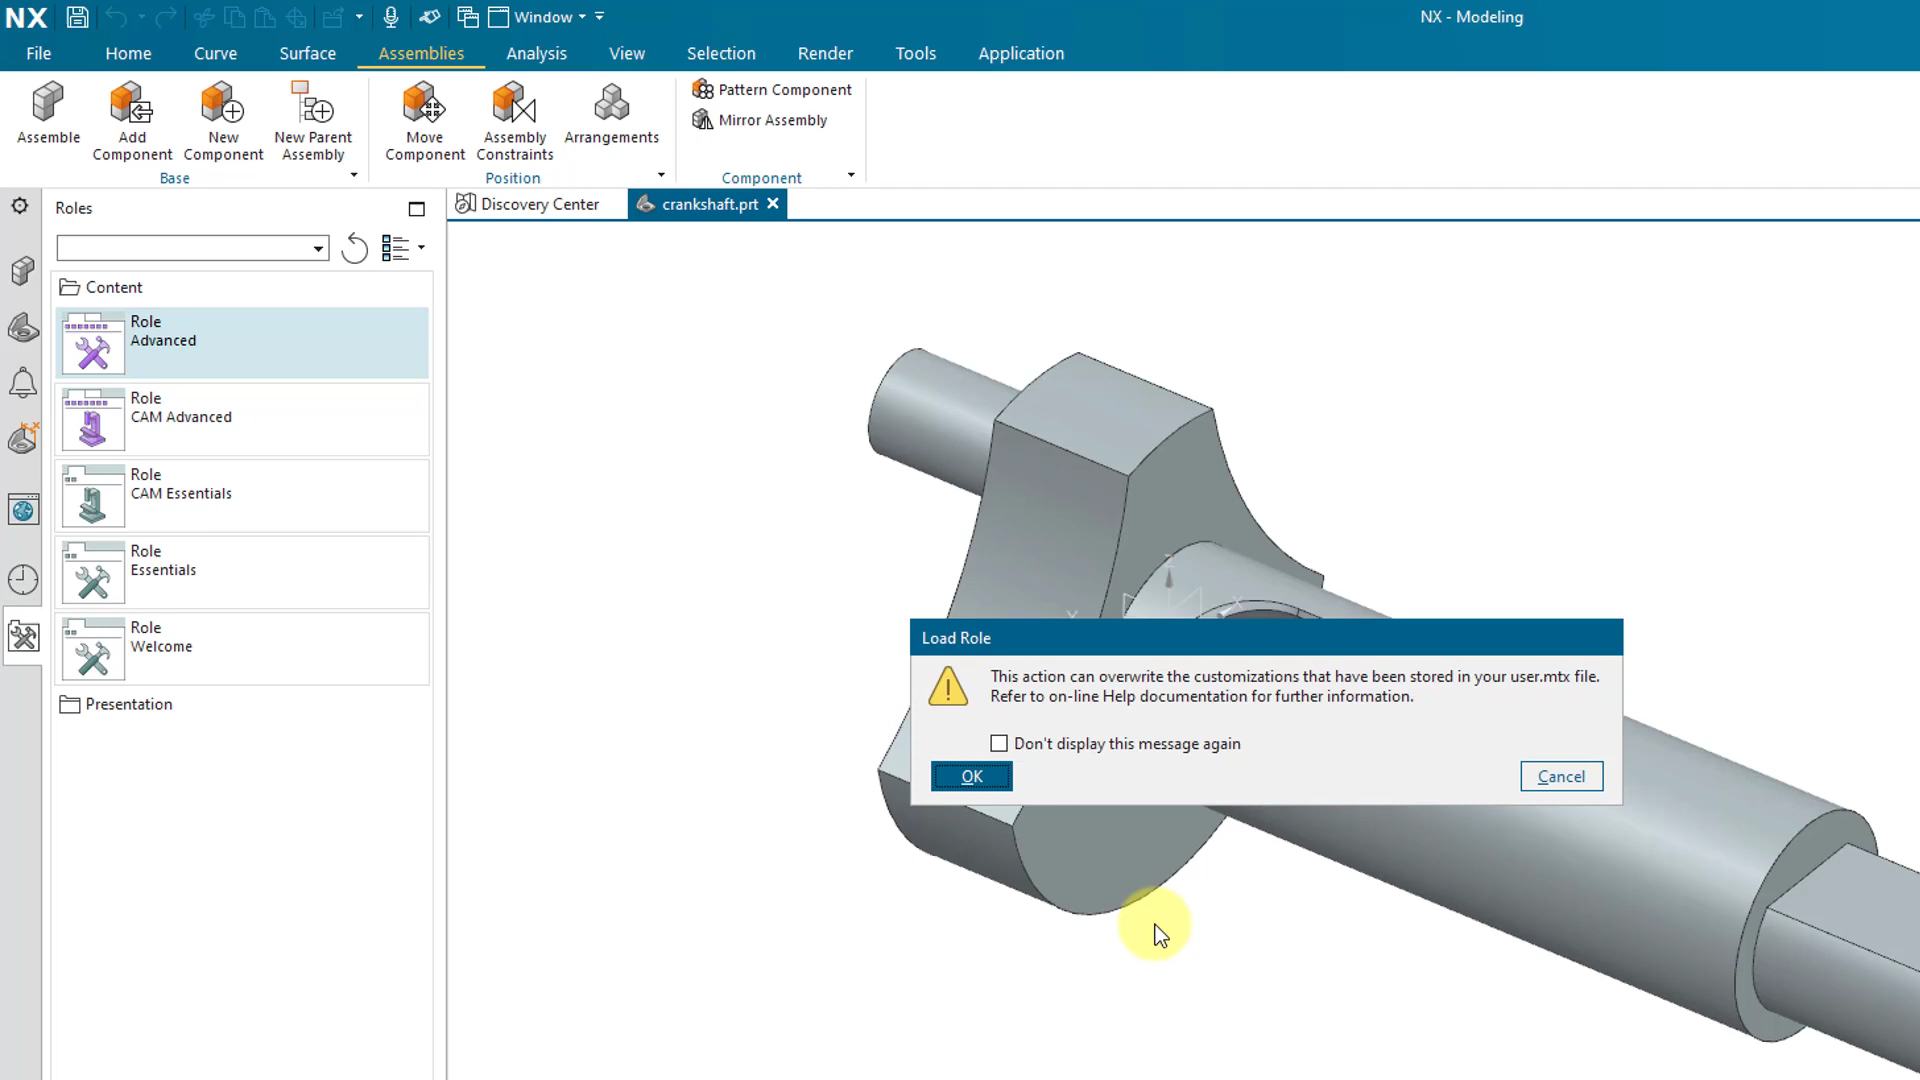 NX
Window
NX - Modeling
File
Home
Curve
Surface
Assemblies
Analysis
View
Selection
Render
Tools
Application
Assemble
Add
Component
New
Component
New Parent
Assembly
Base
Move
Component
Assembly
Constraints
Arrangements
Position
Pattern Component
Mirror Assembly
Component
Roles
Discovery Center
crankshaft.prt
Content
Role
Advanced
Role
CAM Advanced
Role
CAM Essentials
Role
Essentials
Role
Welcome
Presentation
Z
X
Y
Load Role
This action can overwrite the customizations that have been stored in your user.mtx file.
Refer to on-line Help documentation for further information.
Don't display this message again
OK
Cancel